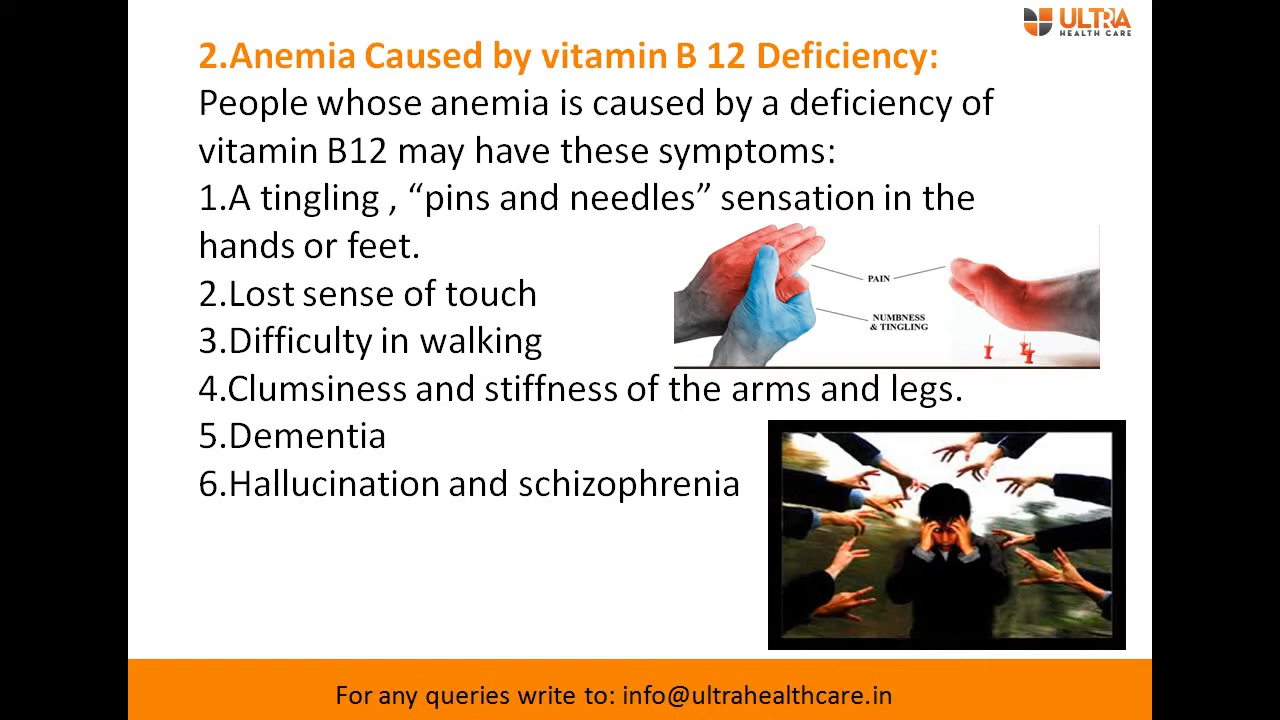 ULTRA
HEALTH CARE
2.Anemia Caused by vitamin B 12 Deficiency:
People whose anemia is caused by a deficiency of
vitamin B12 may have these symptoms:
1.A tingling , “pins and needles” sensation in the
hands or feet.
2.Lost sense of touch
3.Difficulty in walking
4.Clumsiness and stiffness of the arms and legs.
5.Dementia
6.Hallucination and schizophrenia
PAIN
NUMBNESS
& TINGLING
For any queries write to: info@ultrahealthcare.in